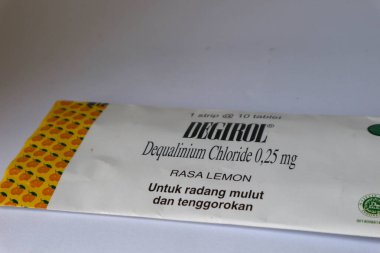 1 strip @ 10 tablet
DEGIROL®
Dequalinium Chloride 0,25 mg
RASA LEMON
Untuk radang mulut
dan tenggorokan